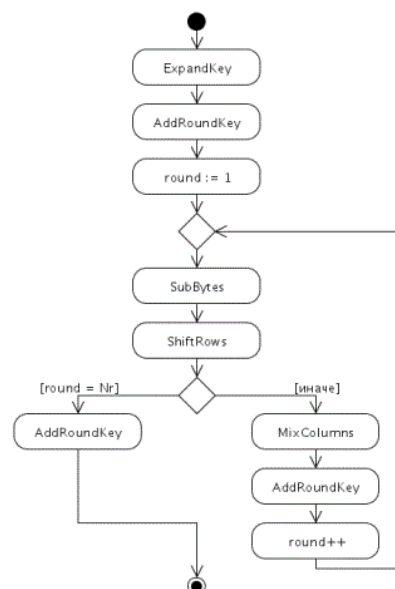 ExpandKey
AddRoundKey
round := 1
SubBytes
ShiftRows
[round = Nr]
[иначе]
AddRoundKey
MixColumns
AddRoundKey
round++